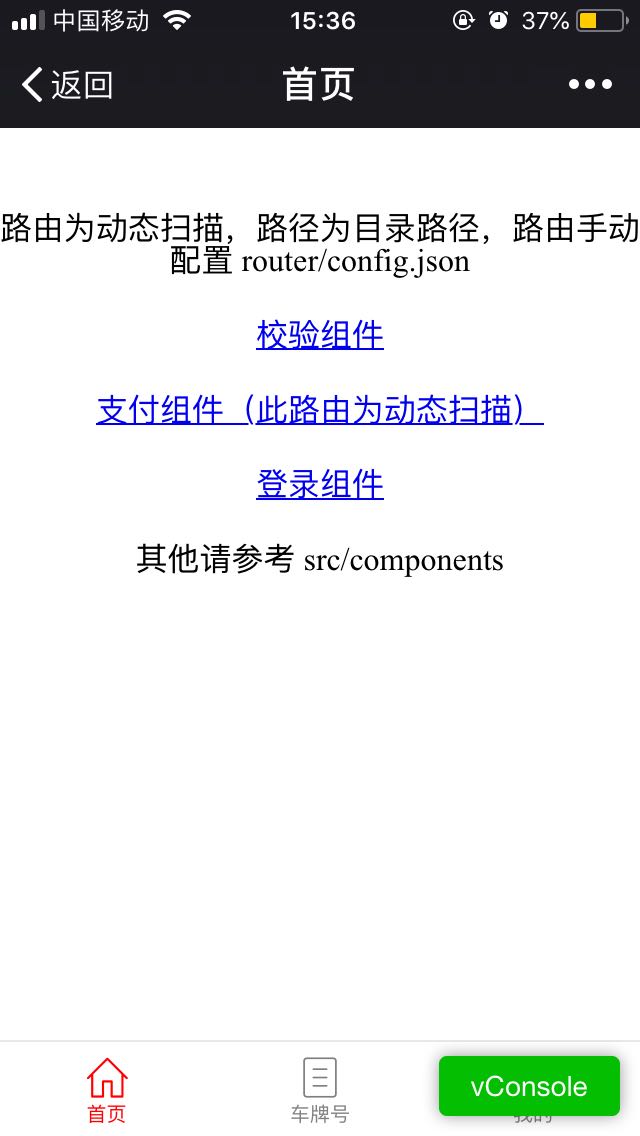 中国移动 15:36 37%
返回 首页
路由为动态扫描，路径为目录路径，路由手动
配置 router/config.json
校验组件
支付组件（此路由为动态扫描）
登录组件
其他请参考 src/components
vConsole
首页 车牌号 我的